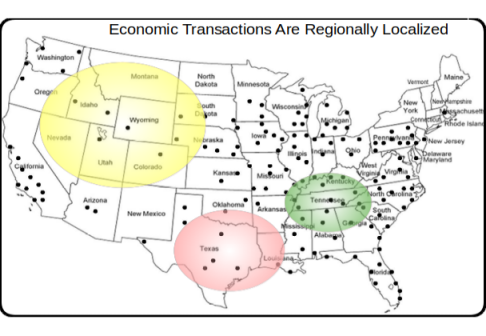 Economic Transactions Are Regionally Localized
Washington
Montana
North
Dakota
Minnesota
Maine
Vermont
Oregon
Idaho
Wyoming
South
Dakota
Wisconsin
Michigan
New
York
New Hampshire
Massachusetts
Connecticut
Rhode Island
Nevada
Nebraska
Iowa
Pennsylvania
New Jersey
Utah
Colorado
Illinois
Indiana
Ohio
Delaware
Maryland
West
Virginia
Virginia
California
Kansas
Missouri
Kentucky
Arizona
New Mexico
Oklahoma
Arkansas
Tennessee
North Carolina
South
Carolina
Mississippi
Alabama
Georgia
Texas
Louisiana
Florida